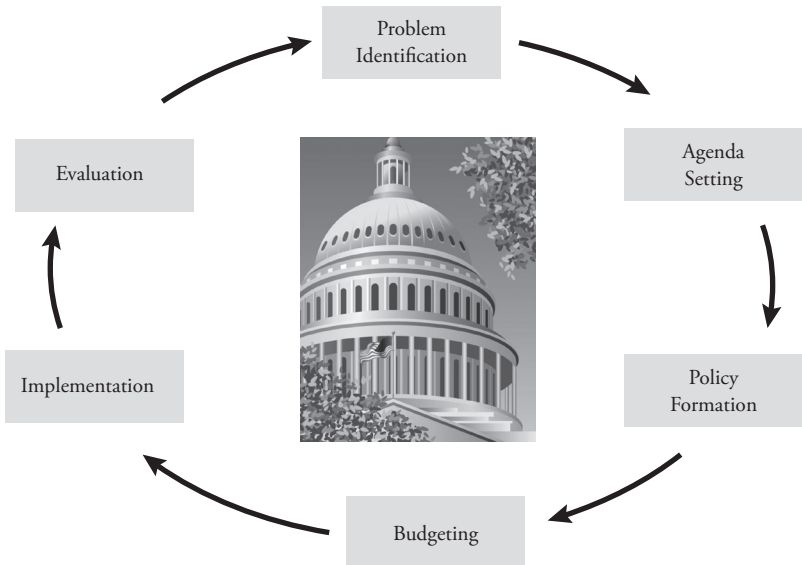 Problem
Identification
Agenda
Setting
Policy
Formation
Budgeting
Implementation
Evaluation